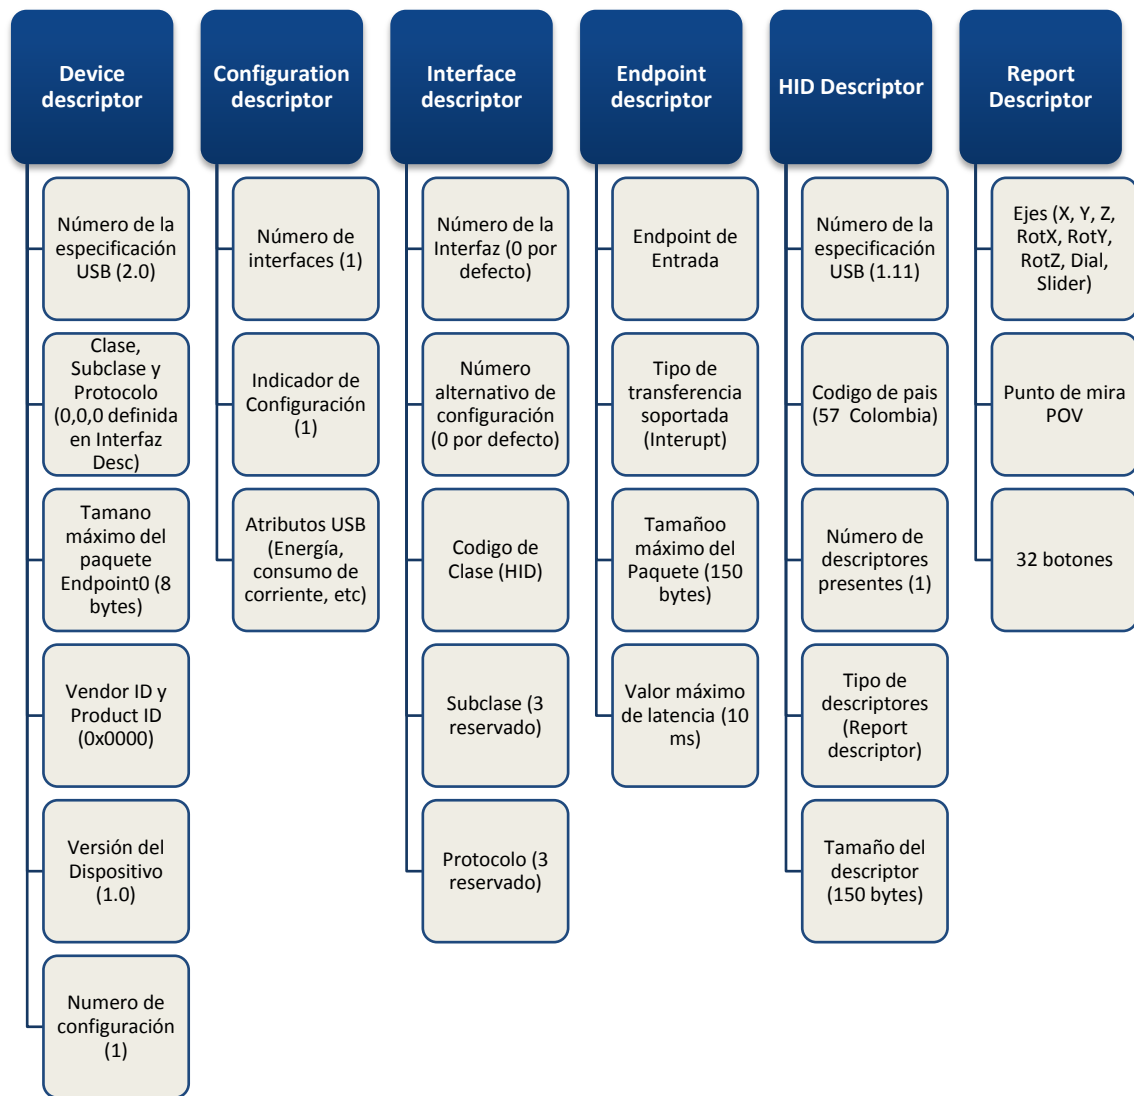 Device
descriptor
Número de la
especificación
USB (2.0)
Clase,
Subclase y
Protocolo
(0,0,0 definida
en Interfaz
Desc)
Tamano
máximo del
paquete
Endpoint0 (8
bytes)
Vendor ID y
Product ID
(0x0000)
Versión del
Dispositivo
(1.0)
Numero de
configuración
(1)
Configuration
descriptor
Número de
interfaces (1)
Indicador de
Configuración
(1)
Atributos USB
(Energía,
consumo de
corriente, etc)
Interface
descriptor
Número de la
Interfaz (0 por
defecto)
Número
alternativo de
configuración
(0 por defecto)
Codigo de
Clase (HID)
Subclase (3
reservado)
Protocolo (3
reservado)
Endpoint
descriptor
Endpoint de
Entrada
Tipo de
transferencia
soportada
(Interupt)
Tamañoo
máximo del
Paquete (150
bytes)
Valor máximo
de latencia (10
ms)
HID Descriptor
Número de la
especificación
USB (1.11)
Codigo de pais
(57 Colombia)
Número de
descriptores
presentes (1)
Tipo de
descriptores
(Report
descriptor)
Tamaño del
descriptor
(150 bytes)
Report
Descriptor
Ejes (X, Y, Z,
RotX, RotY,
RotZ, Dial,
Slider)
Punto de mira
POV
32 botones